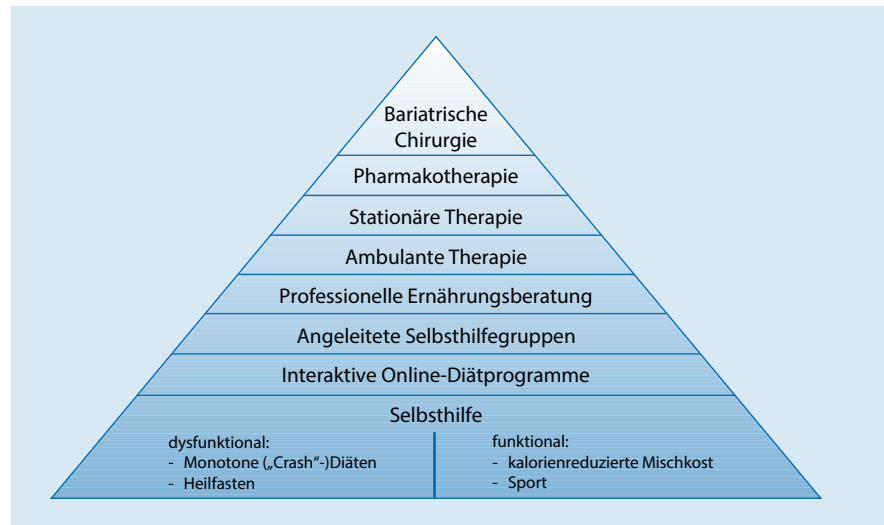 Bariatrische
Chirurgie
Pharmakotherapie
Stationäre Therapie
Ambulante Therapie
Professionelle Ernährungsberatung
Angeleitete Selbsthilfegruppen
Interaktive Online-Diätprogramme
Selbsthilfe
dysfunktional:
- Monotone („Crash“-)Diäten
- Heilfasten
funktional:
- kalorienreduzierte Mischkost
- Sport